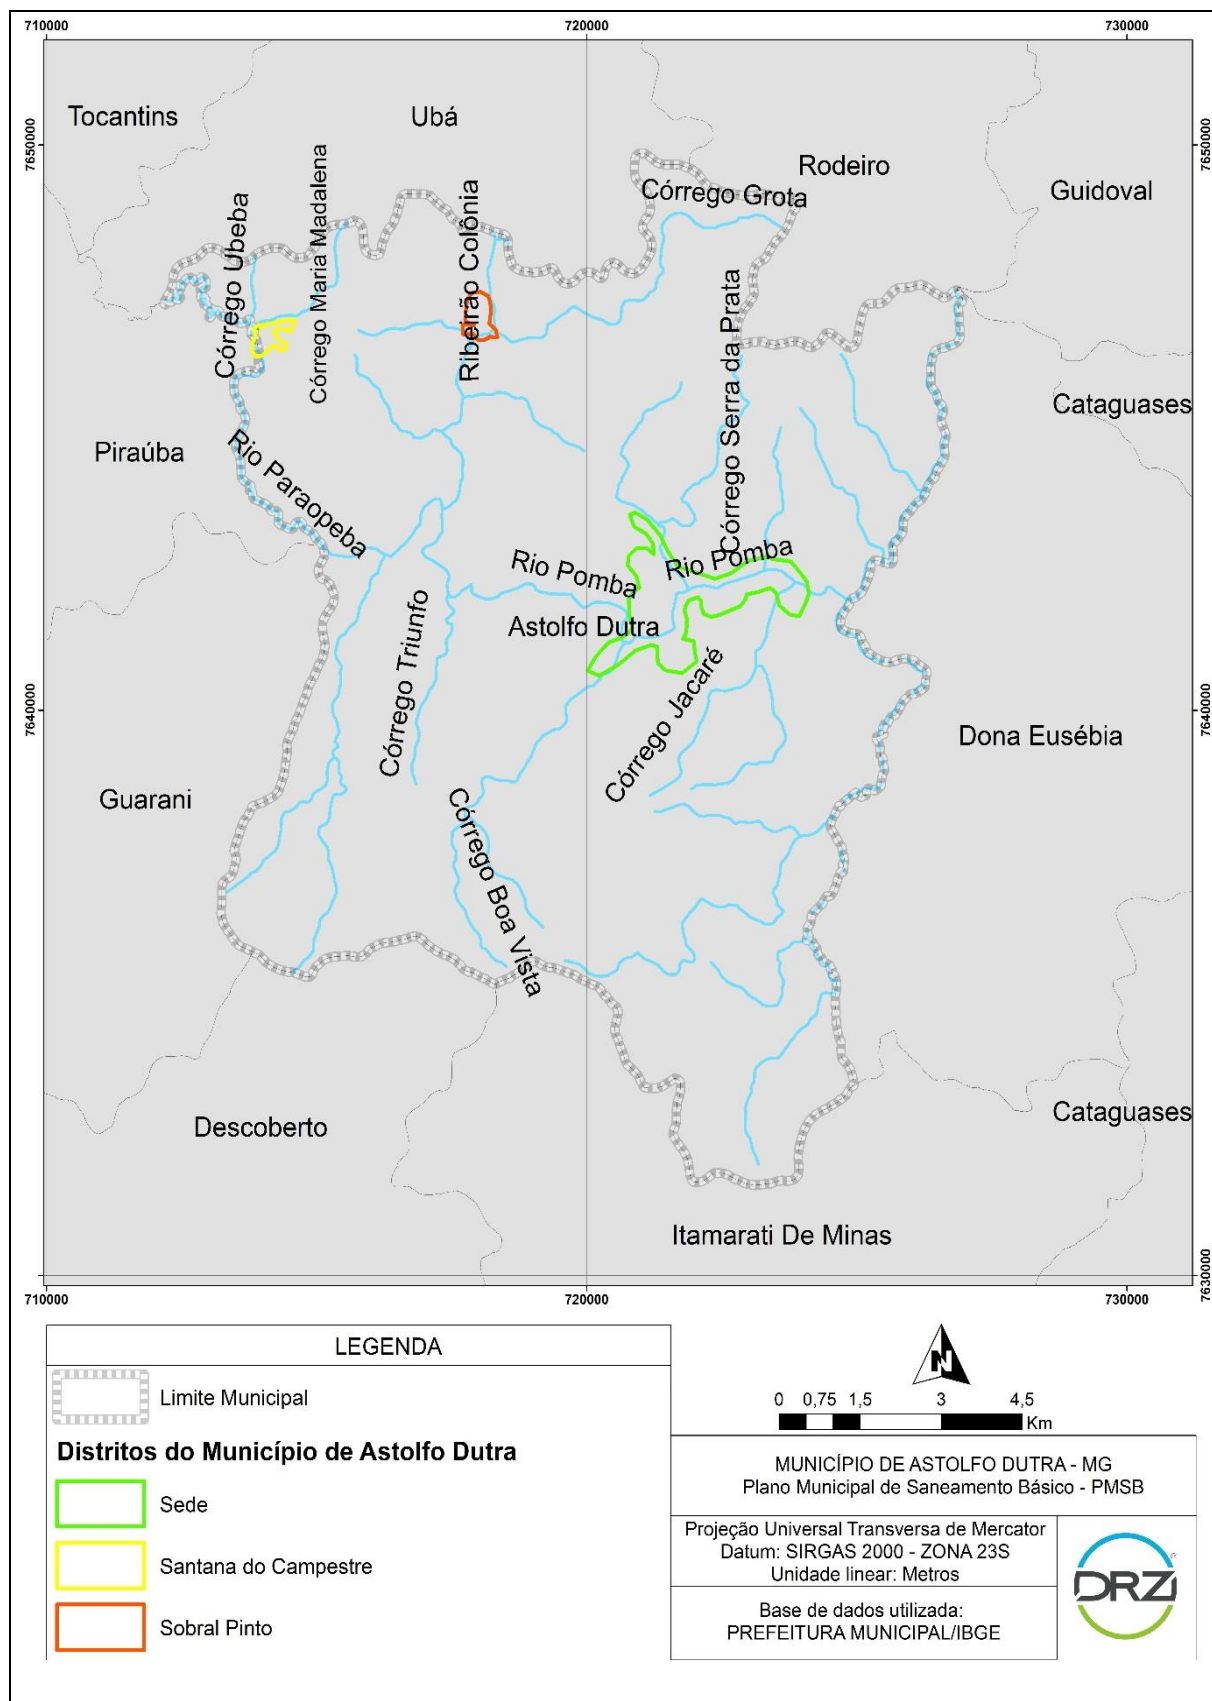 710000
720000
730000
Tocantins
Ubá
7650000
7650000
Rodeiro
Guidoval
Córrego Grota
Córrego Maria Madalena
Ribeirão Colônia
Córrego Ubeba
Córrego Serra da Prata
Cataguases
Piraúba
Rio Paraopeba
Rio Pomba
Rio Pomba
Astolfo Dutra
Córrego Triunfo
Córrego Jacaré
7640000
7640000
Dona Eusébia
Guarani
Córrego Boa Vista
Descoberto
Cataguases
Itamarati De Minas
7630000
710000
720000
730000
LEGENDA
Limite Municipal
Distritos do Município de Astolfo Dutra
Sede
Santana do Campestre
Sobral Pinto
N
0 0,75 1,5 3 4,5
Km
MUNICÍPIO DE ASTOLFO DUTRA - MG
Plano Municipal de Saneamento Básico - PMSB
Projeção Universal Transversa de Mercator
Datum: SIRGAS 2000 - ZONA 23S
Unidade linear: Metros
Base de dados utilizada:
PREFEITURA MUNICIPAL/IBGE
DRZ